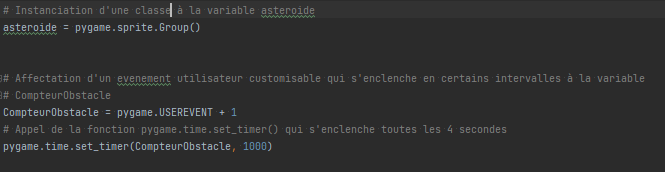 # Instanciation d'une classe à la variable asteroide
asteroide = pygame.sprite.Group()
# Affectation d'un evenement utilisateur customisable qui s'enclenche en certains intervalles à la variable
# CompteurObstacle
CompteurObstacle = pygame.USEREVENT + 1
# Appel de la fonction pygame.time.set_timer() qui s'enclenche toutes les 4 secondes
pygame.time.set_timer(CompteurObstacle, 1000)